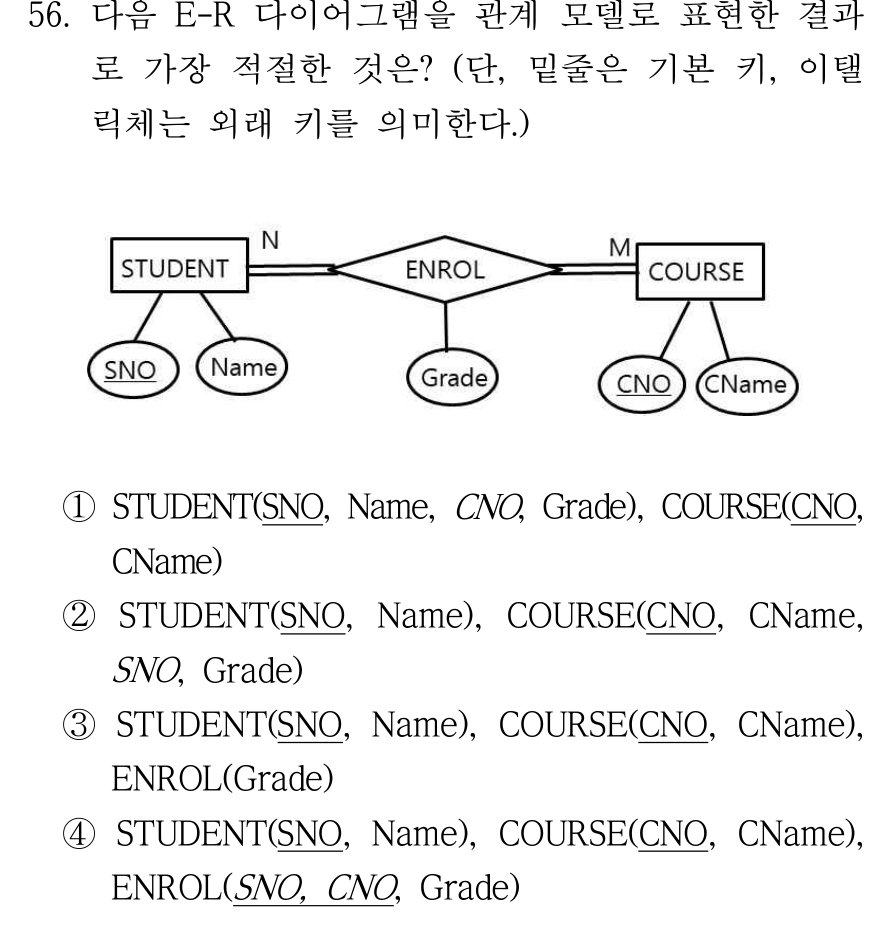 56. 다음 E-R 다이어그램을 관계 모델로 표현한 결과
로 가장 적절한 것은? (단, 밑줄은 기본 키, 이탤
릭체는 외래 키를 의미한다.)
N
M
STUDENT
ENROL
COURSE
SNO
Name
Grade
CNO
CName
① STUDENT(SNO, Name, CNO, Grade), COURSE(CNO,
CName)
② STUDENT(SNO, Name), COURSE(CNO, CName,
SNO, Grade)
③ STUDENT(SNO, Name), COURSE(CNO, CName),
ENROL(Grade)
④ STUDENT(SNO, Name), COURSE(CNO, CName),
ENROL(SNO, CNO, Grade)